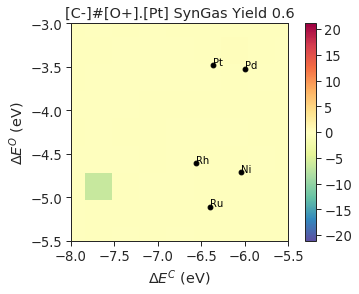 [C-]#[O+].[Pt] SynGas Yield 0.6
ΔE^O (eV)
−3.0
−3.5
−4.0
−4.5
−5.0
−5.5
Pt
Pd
Rh
Ni
Ru
−8.0 −7.5 −7.0 −6.5 −6.0 −5.5
ΔE^C (eV)
20
15
10
5
0
−5
−10
−15
−20